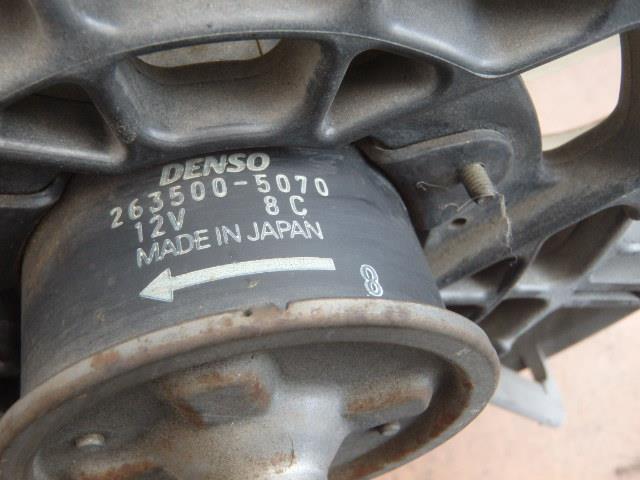 DENSO
263500-5070
12V 8C
MADE IN JAPAN
8